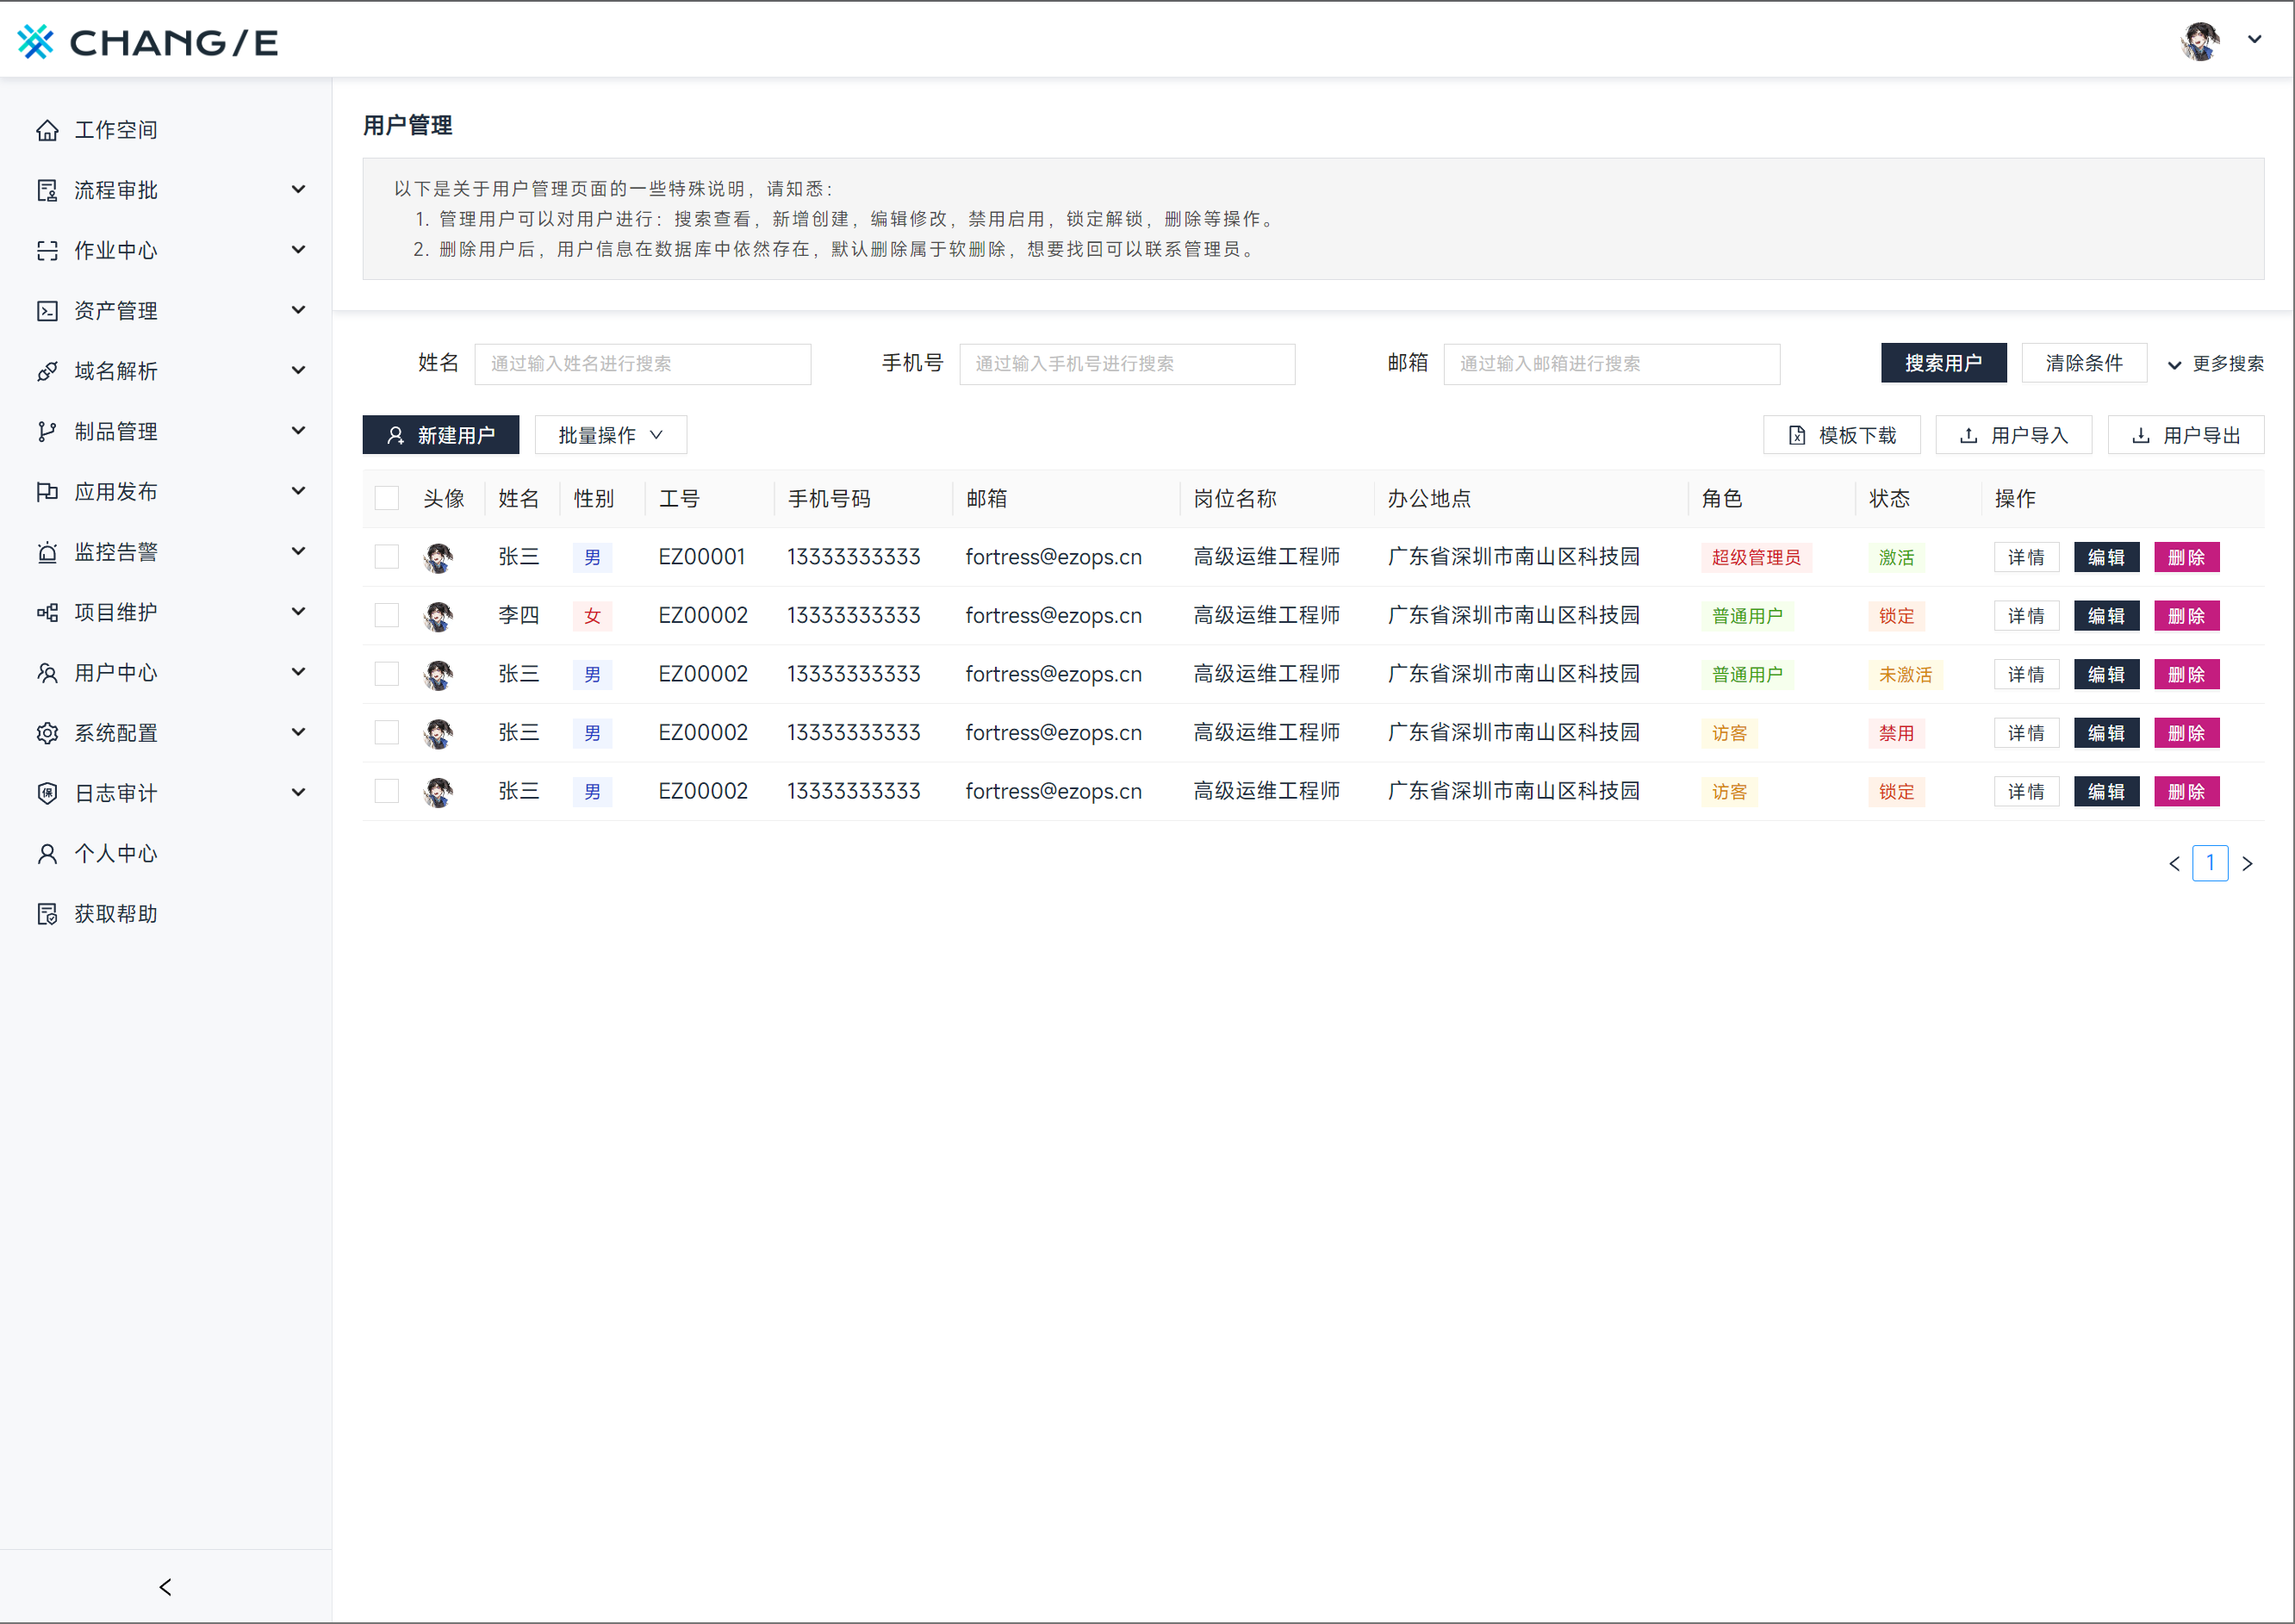 CHANG/E
工作空间
流程审批
作业中心
资产管理
域名解析
制品管理
应用发布
监控告警
项目维护
用户中心
系统配置
保 日志审计
个人中心
获取帮助
用户管理
以下是关于用户管理页面的一些特殊说明，请知悉：
1. 管理用户可以对用户进行：搜索查看，新增创建，编辑修改，禁用启用，锁定解锁，删除等操作。
2. 删除用户后，用户信息在数据库中依然存在，默认删除属于软删除，想要找回可以联系管理员。
姓名 通过输入姓名进行搜索 手机号 通过输入手机号进行搜索 邮箱 通过输入邮箱进行搜索 搜索用户 清除条件 更多搜索
新建用户 批量操作 模板下载 用户导入 用户导出
头像 姓名 性别 工号 手机号码 邮箱 岗位名称 办公地点 角色 状态 操作
张三 男 EZ00001 13333333333 fortress@ezops.cn 高级运维工程师 广东省深圳市南山区科技园 超级管理员 激活 详情 编辑 删除
李四 女 EZ00002 13333333333 fortress@ezops.cn 高级运维工程师 广东省深圳市南山区科技园 普通用户 锁定 详情 编辑 删除
张三 男 EZ00002 13333333333 fortress@ezops.cn 高级运维工程师 广东省深圳市南山区科技园 普通用户 未激活 详情 编辑 删除
张三 男 EZ00002 13333333333 fortress@ezops.cn 高级运维工程师 广东省深圳市南山区科技园 访客 禁用 详情 编辑 删除
张三 男 EZ00002 13333333333 fortress@ezops.cn 高级运维工程师 广东省深圳市南山区科技园 访客 锁定 详情 编辑 删除
1